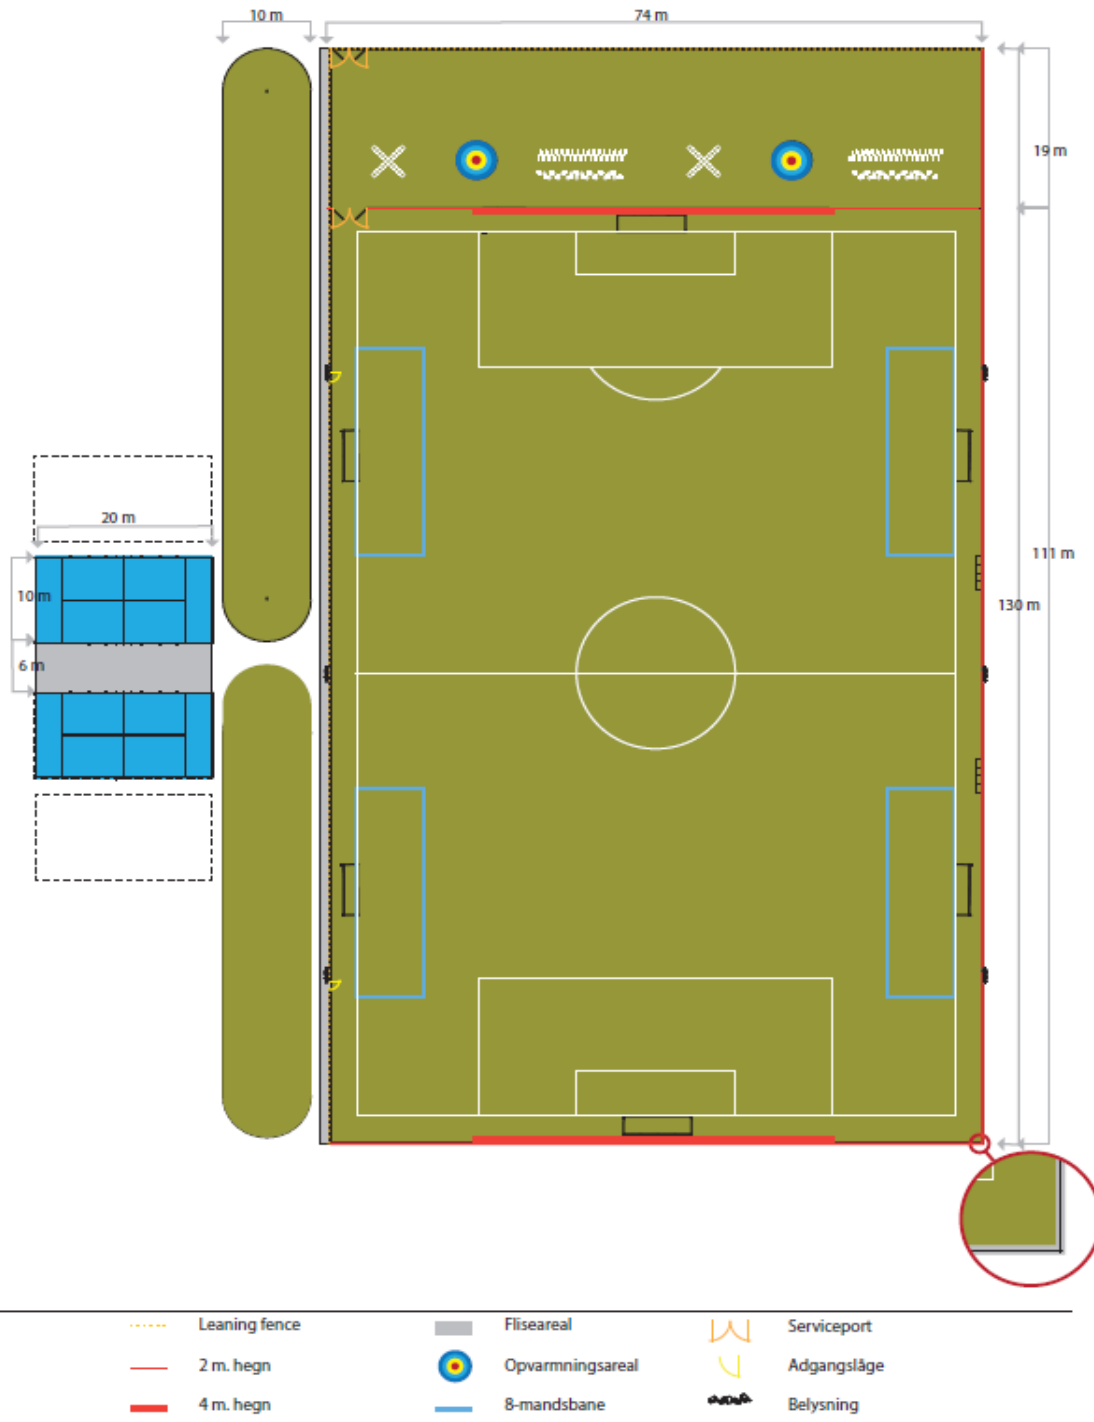 10 m
74 m
19 m
20 m
10 m
111 m
130 m
6 m
Leaning fence
Fliseareal
Serviceport
2 m. hegn
Opvarmningsareal
Adgangslåge
4 m. hegn
8-mandsbane
Belysning